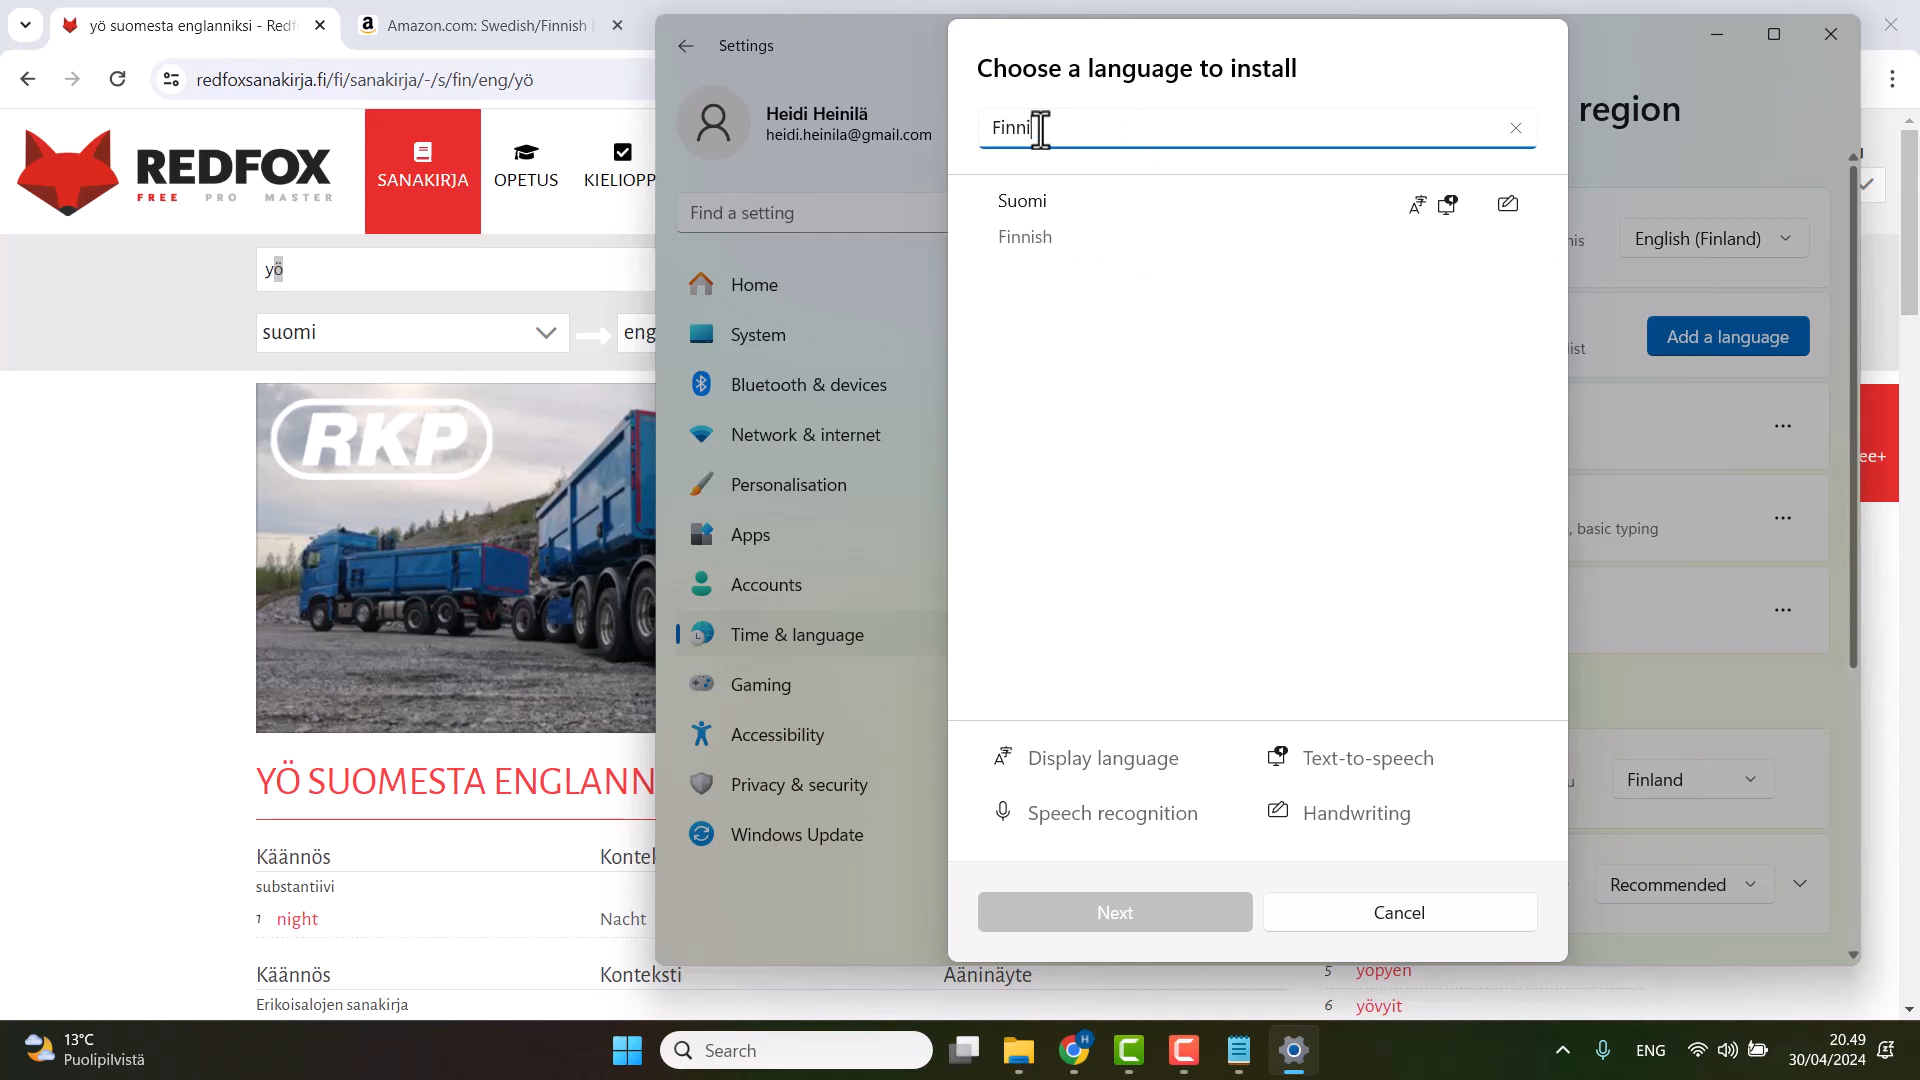 yö suomesta englanniksi - Redf
Amazon.com: Swedish/Finnish
redfoxsanakirja.fi/fi/sanakirja/-/s/fin/eng/yö
REDFOX
FREE PRO MASTER
SANAKIRJA
OPETUS
KIELIOPP
yö
suomi
eng
RKP
YÖ SUOMESTA ENGLANN
Käännös
Kontek
substantiivi
1 night
Nacht
Käännös
Konteksti
Ääninäyte
Erikoisalojen sanakirja
5 yöpyen
6 yövyit
ee+
Settings
Heidi Heinilä
heidi.heinila@gmail.com
Find a setting
Home
System
Bluetooth & devices
Network & internet
Personalisation
Apps
Accounts
Time & language
Gaming
Accessibility
Privacy & security
Windows Update
region
English (Finland)
list
Add a language
, basic typing
Finland
Recommended
Choose a language to install
Finni
Suomi
Finnish
Display language
Text-to-speech
Speech recognition
Handwriting
Next
Cancel
13°C
Puolipilvistä
Search
H
ENG
20.49
30/04/2024